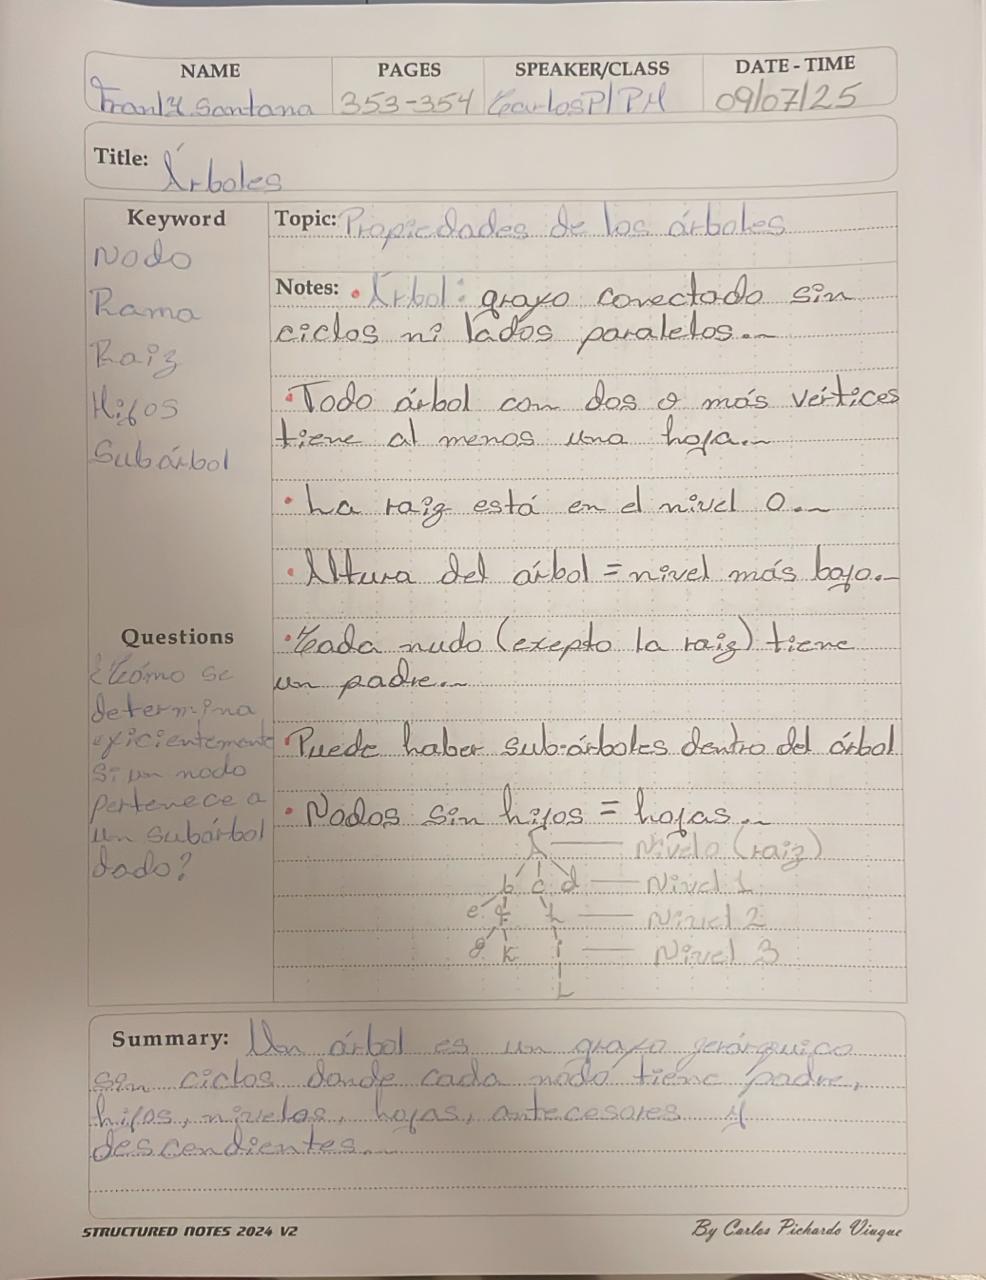 NAME PAGES SPEAKER/CLASS DATE - TIME
Frankly Santana 353-354 CarlosP/PM 09/07/25
Title: Árboles
Keyword
Nodo
Rama
Raiz
Hijos
Subárbol
Topic: Propiedades de los árboles
Notes: • Árbol: grafo conectado sin
ciclos ni lados paralelos.
• Todo árbol con dos o más vértices
tiene al menos una hoja.
• La raiz está en el nivel 0.
• Altura del árbol = nivel más bajo.
• Cada nudo (exepto la raiz) tiene
un padre.
• Puede haber sub-árboles dentro del árbol
• Nodos sin hijos = hojas.
A — Nivel 0 (raiz)
b c d — Nivel 1
e f h — Nivel 2
g k i — Nivel 3
L
Questions
¿Cómo se
determina
eficientemente
si un nodo
pertenece a
un subárbol
dado?
Summary: Un árbol es un grafo jerárquico
sin ciclos donde cada nodo tiene padre,
hijos, niveles, hojas, antecesores y
descendientes.
STRUCTURED NOTES 2024 V2
By Carlos Pichardo Viuque